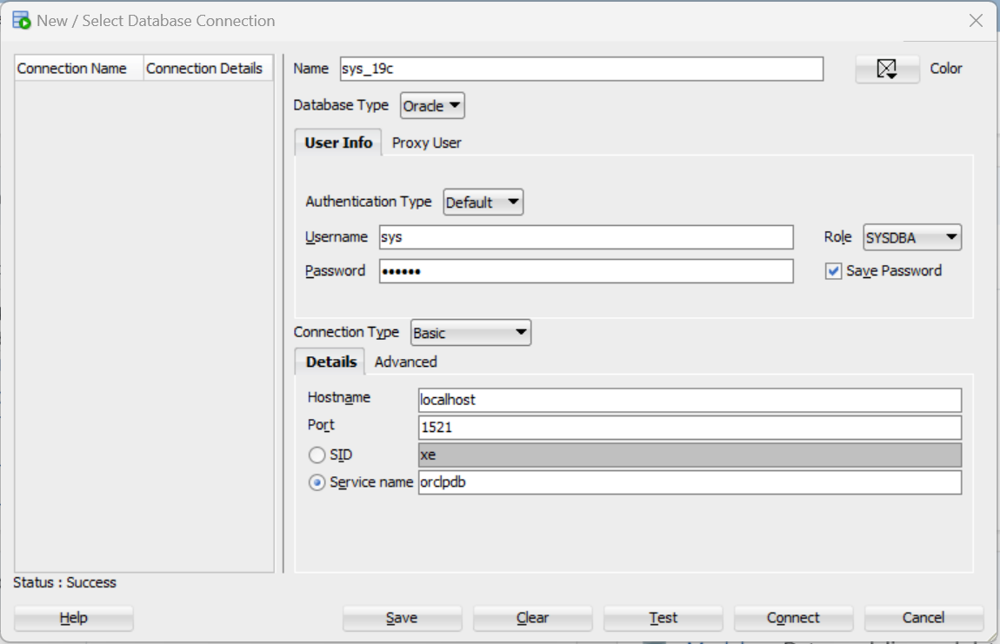 New / Select Database Connection
Connection Name Connection Details
Name sys_19c Color
Database Type Oracle
User Info Proxy User
Authentication Type Default
Username sys Role SYSDBA
Password •••••• Save Password
Connection Type Basic
Details Advanced
Hostname localhost
Port 1521
SID xe
Service name orclpdb
Status : Success
Help Save Clear Test Connect Cancel